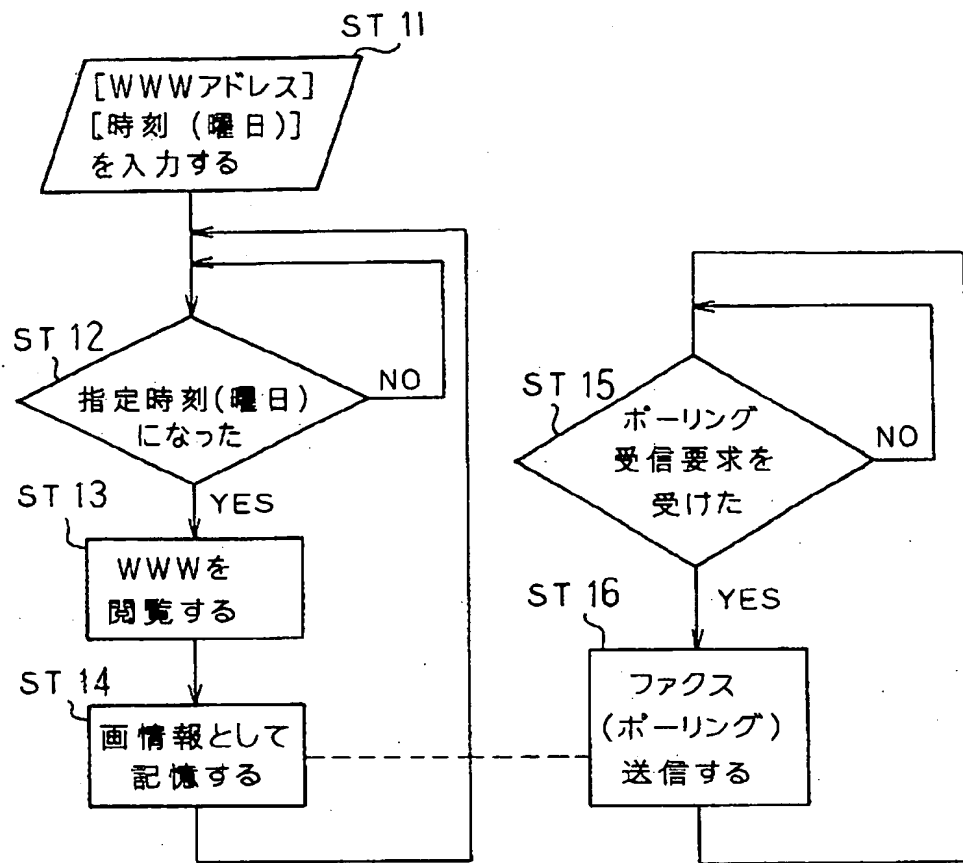 ST 11
[WWWアドレス]
[時刻 (曜日)]
を入力する
ST 12
指定時刻(曜日)
になった
NO
YES
ST 13
WWWを
閲覧する
ST 14
画情報として
記憶する
ST 15
ポーリング
受信要求を
受けた
NO
YES
ST 16
ファクス
(ポーリング)
送信する